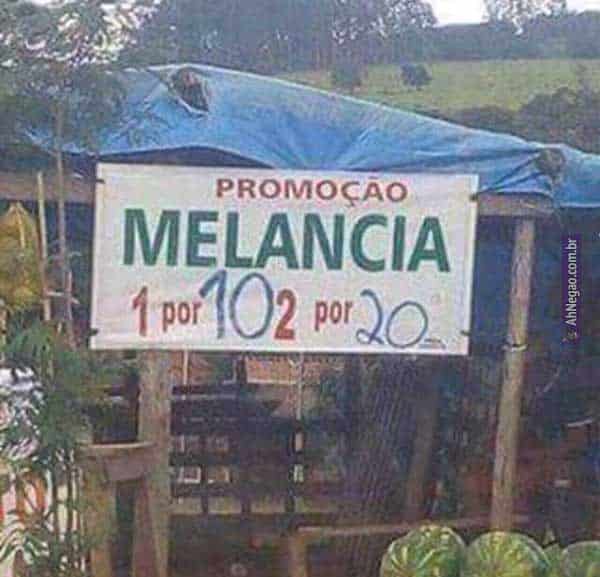 PROMOÇÃO
MELANCIA
1 por 10 2 por 20
AhNegao.com.br